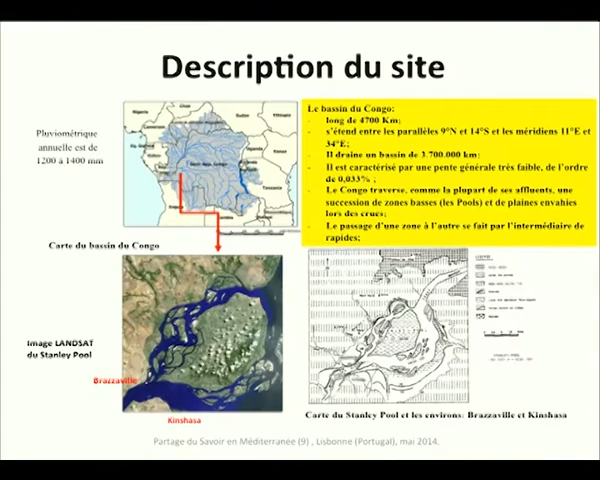 Description du site
Pluviométrique
annuelle est de
1200 à 1400 mm
Carte du bassin du Congo
Le bassin du Congo:
- long de 4700 Km;
- s'étend entre les parallèles 9°N et 14°S et les méridiens 11°E et
34°E;
- Il draine un bassin de 3.700.000 km;
- Il est caractérisé par une pente générale très faible, de l'ordre
de 0,033% ;
- Le Congo traverse, comme la plupart de ses affluents, une
succession de zones basses (les Pools) et de plaines envahies
lors des crues;
- Le passage d'une zone à l'autre se fait par l'intermédiaire de
rapides;
Image LANDSAT
du Stanley Pool
Brazzaville
Kinshasa
Carte du Stanley Pool et les environs: Brazzaville et Kinshasa
Partage du Savoir en Méditerranée (9) , Lisbonne (Portugal), mai 2014.